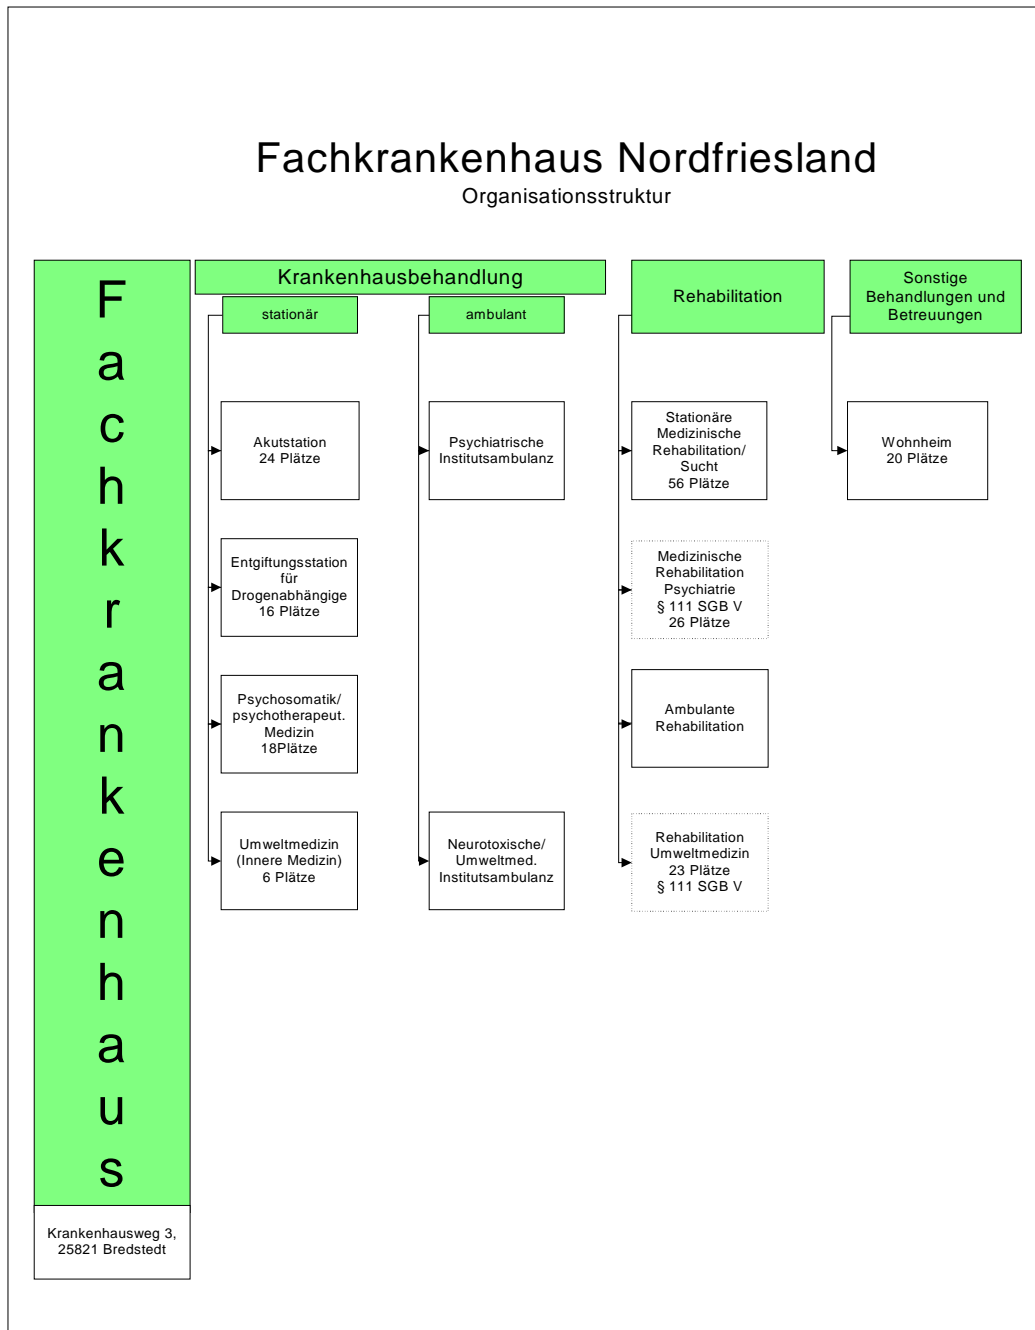 Fachkrankenhaus Nordfriesland
Organisationsstruktur
F
a
c
h
k
r
a
n
k
e
n
h
a
u
s
Krankenhausweg 3,
25821 Bredstedt
Krankenhausbehandlung
stationär
Akutstation
24 Plätze
Entgiftungsstation
für
Drogenabhängige
16 Plätze
Psychosomatik/
psychotherapeut.
Medizin
18Plätze
Umweltmedizin
(Innere Medizin)
6 Plätze
ambulant
Psychiatrische
Institutsambulanz
Neurotoxische/
Umweltmed.
Institutsambulanz
Rehabilitation
Stationäre
Medizinische
Rehabilitation/
Sucht
56 Plätze
Medizinische
Rehabilitation
Psychiatrie
§ 111 SGB V
26 Plätze
Ambulante
Rehabilitation
Rehabilitation
Umweltmedizin
23 Plätze
§ 111 SGB V
Sonstige
Behandlungen und
Betreuungen
Wohnheim
20 Plätze